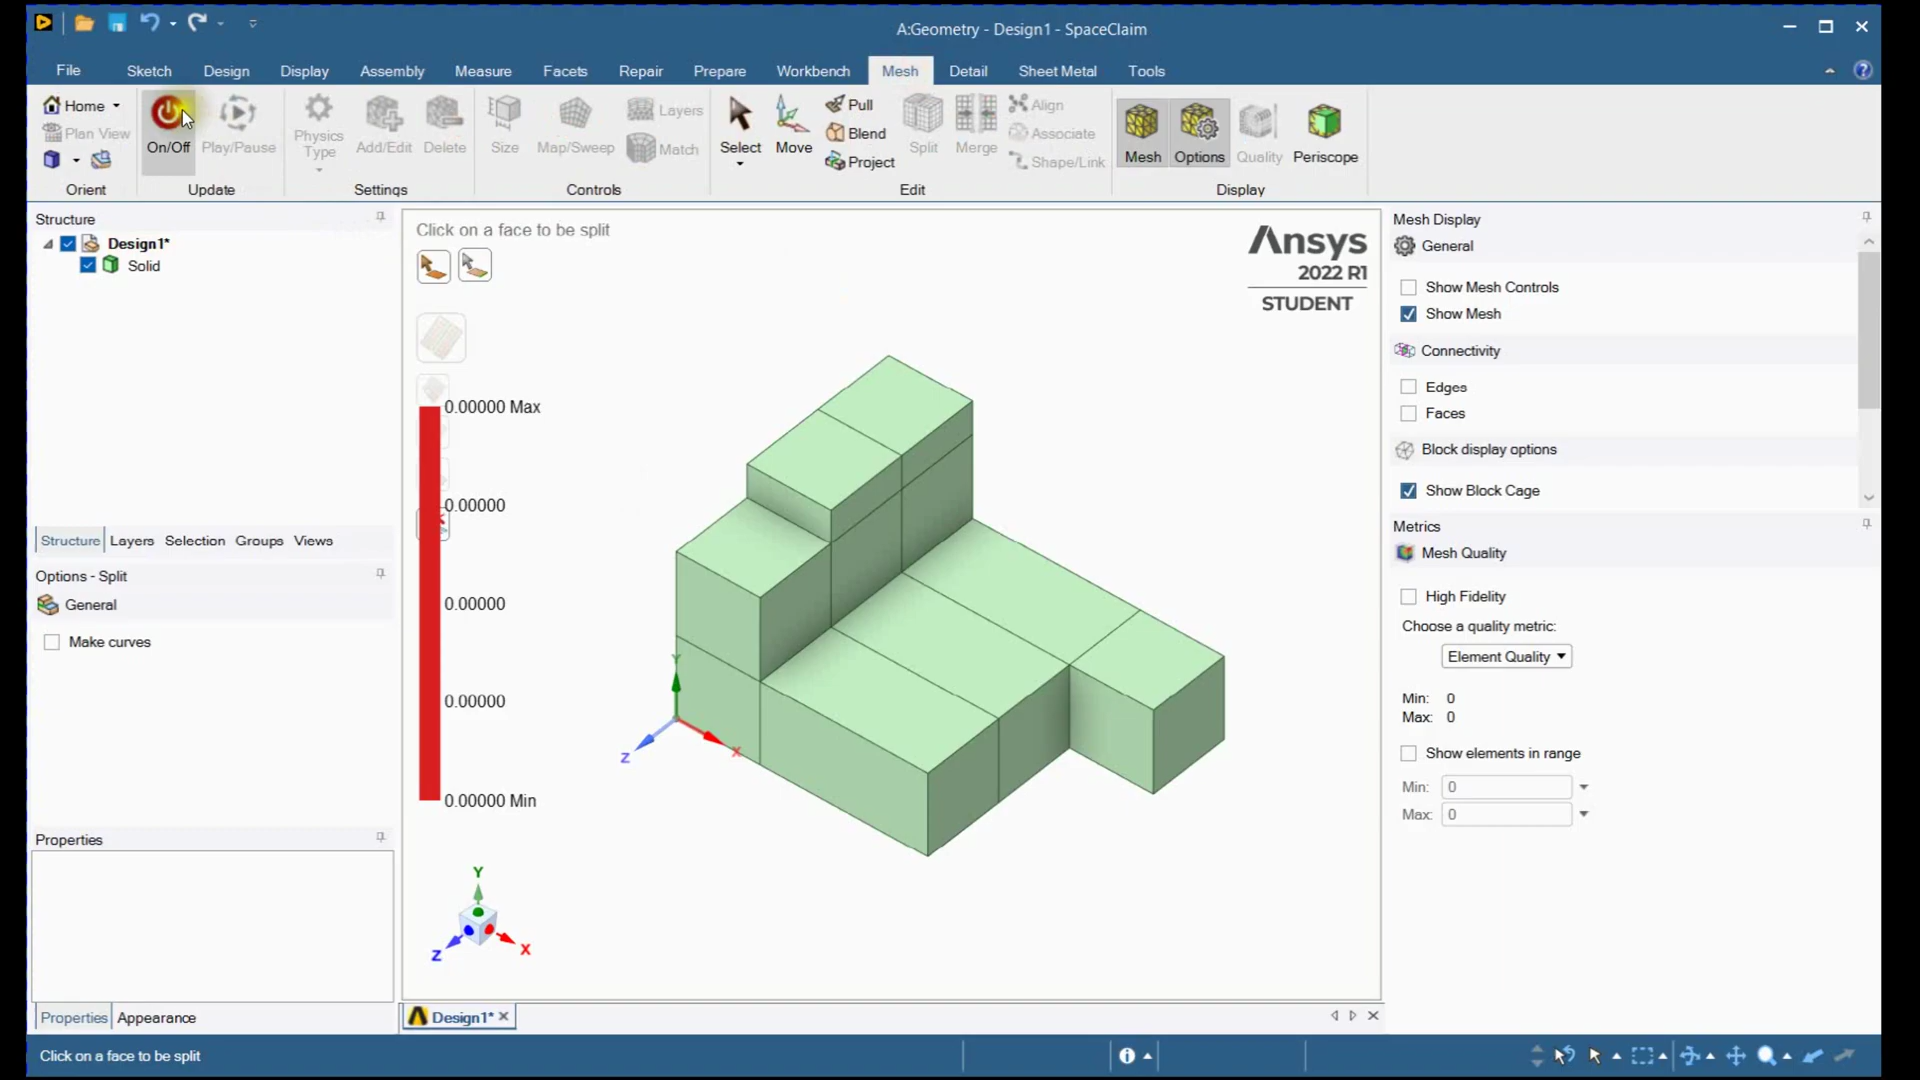 A:Geometry - Design1 - SpaceClaim
File Sketch Design Display Assembly Measure Facets Repair Prepare Workbench Mesh Detail Sheet Metal Tools
Home
Plan View
Orient
On/Off
Play/Pause
Update
Physics
Type
Add/Edit
Delete
Settings
Size
Map/Sweep
Layers
Match
Controls
Select
Move
Pull
Blend
Project
Split
Merge
Align
Associate
Shape/Link
Edit
Mesh
Options
Quality
Periscope
Display
Structure
Design1*
Solid
Structure Layers Selection Groups Views
Options - Split
General
Make curves
Properties
Properties Appearance
Click on a face to be split
Ansys
2022 R1
STUDENT
0.00000 Max
0.00000
0.00000
0.00000
0.00000 Min
Y
Z
X
Y
Z
X
Design1*
Mesh Display
General
Show Mesh Controls
Show Mesh
Connectivity
Edges
Faces
Block display options
Show Block Cage
Metrics
Mesh Quality
High Fidelity
Choose a quality metric:
Element Quality
Min: 0
Max: 0
Show elements in range
Min: 0
Max: 0
Click on a face to be split